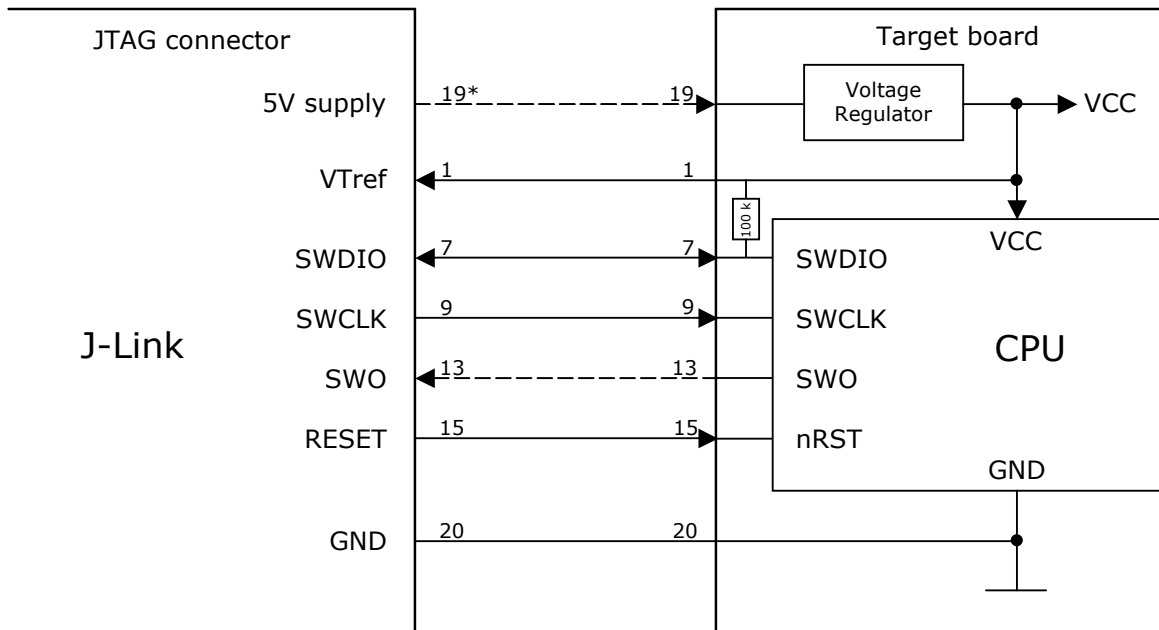 JTAG connector
Target board
5V supply
19*
19
Voltage
Regulator
VCC
VTref
1
1
100 k
VCC
SWDIO
7
7
SWDIO
SWCLK
9
9
SWCLK
J-Link
CPU
SWO
13
13
SWO
RESET
15
15
nRST
GND
GND
20
20